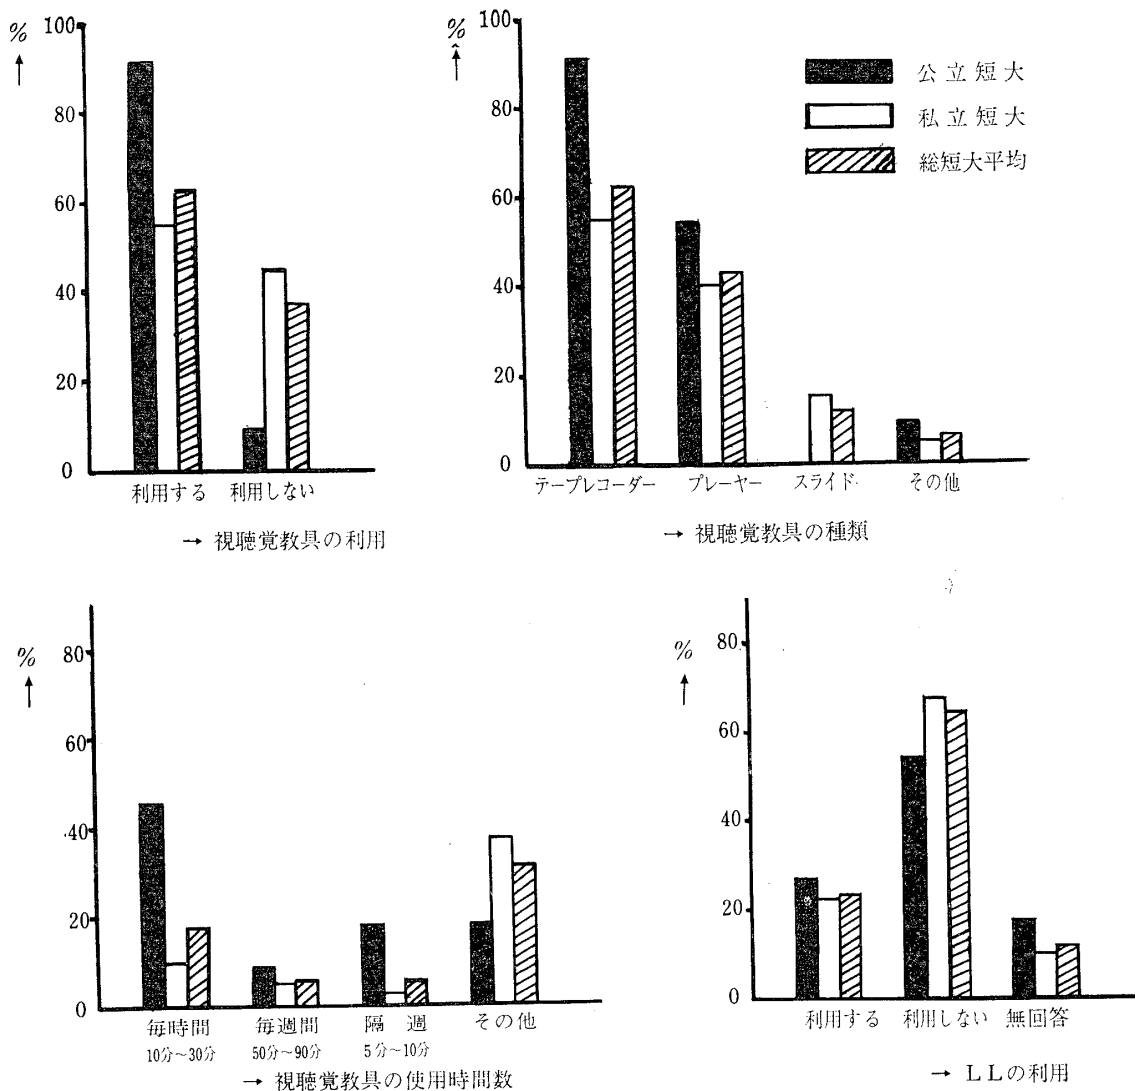 %
100
80
60
40
20
0
利用する 利用しない
→ 視聴覚教具の利用
%
100
80
60
40
20
0
テープレコーダー プレーヤー スライド その他
→ 視聴覚教具の種類
公立短大
私立短大
総短大平均
%
80
60
40
20
0
毎時間 毎週間 隔週 その他
10分～30分 50分～90分 5分～10分
→ 視聴覚教具の使用時間数
%
80
60
40
20
0
利用する 利用しない 無回答
→ LLの利用